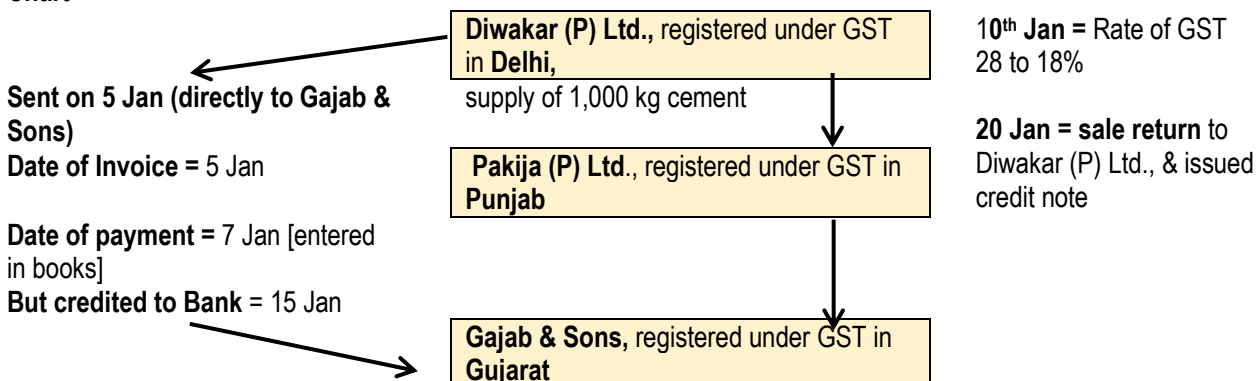 Diwakar (P) Ltd., registered under GST
in Delhi,
supply of 1,000 kg cement
10th Jan = Rate of GST
28 to 18%
Sent on 5 Jan (directly to Gajab &
Sons)
Date of Invoice = 5 Jan
20 Jan = sale return to
Diwakar (P) Ltd., & issued
credit note
Pakija (P) Ltd., registered under GST in
Punjab
Date of payment = 7 Jan [entered
in books]
But credited to Bank = 15 Jan
Gajab & Sons, registered under GST in
Gujarat